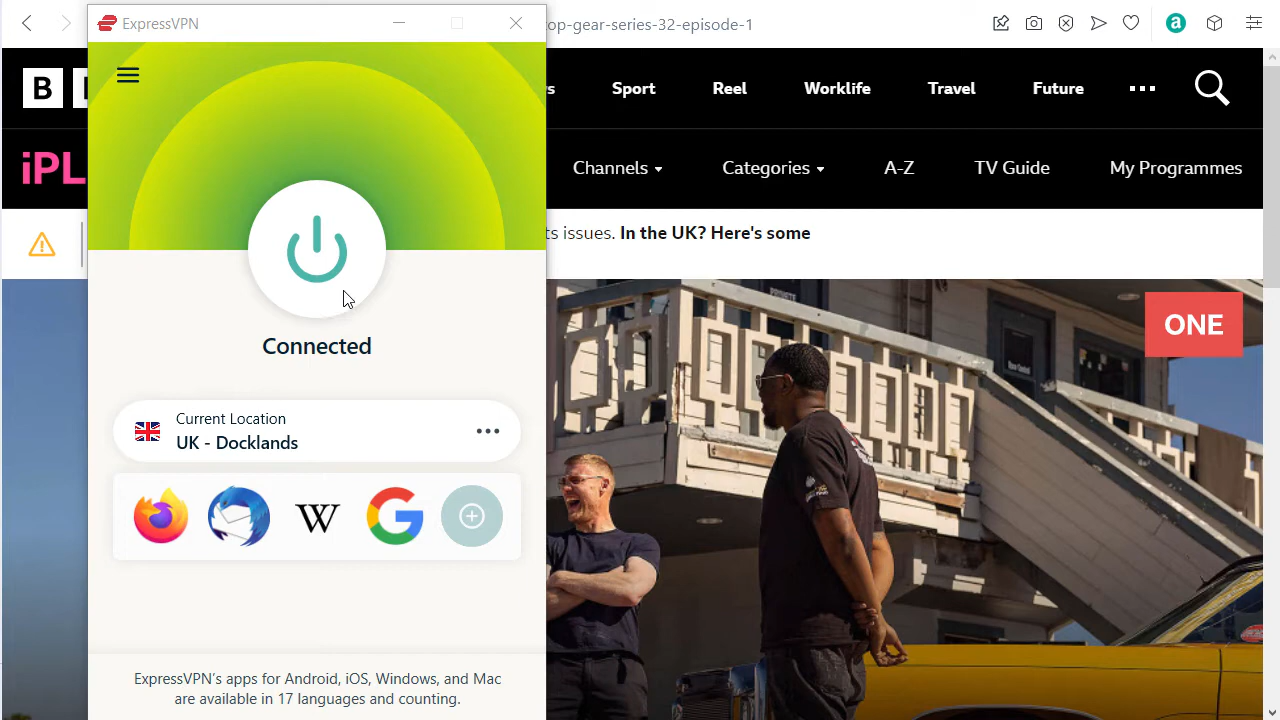 ExpressVPN
top-gear-series-32-episode-1
B
Sport
Reel
Worklife
Travel
Future
iPL
Channels
Categories
A-Z
TV Guide
My Programmes
issues. In the UK? Here's some
ONE
Connected
Current Location
UK - Docklands
W
G
ExpressVPN's apps for Android, iOS, Windows, and Mac
are available in 17 languages and counting.